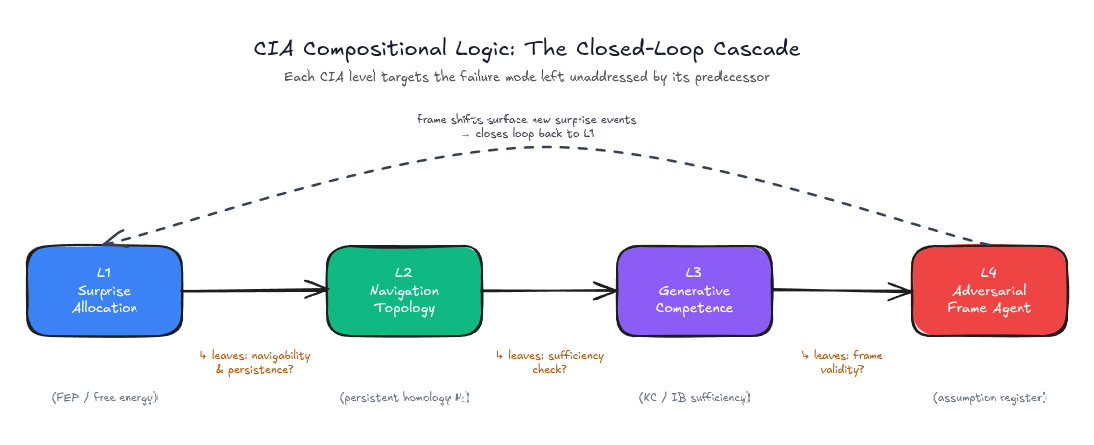 CIA Compositional Logic: The Closed-Loop Cascade
Each CIA level targets the failure mode left unaddressed by its predecessor
frame shifts surface new surprise events
→ closes loop back to L1
L1
Surprise
Allocation
L2
Navigation
Topology
L3
Generative
Competence
L4
Adversarial
Frame Agent
↳ leaves: navigability
& persistence?
↳ leaves: sufficiency
check?
↳ leaves: frame
validity?
(FEP / free energy)
(persistent homology
(KC / IB sufficiency)
(assumption register)